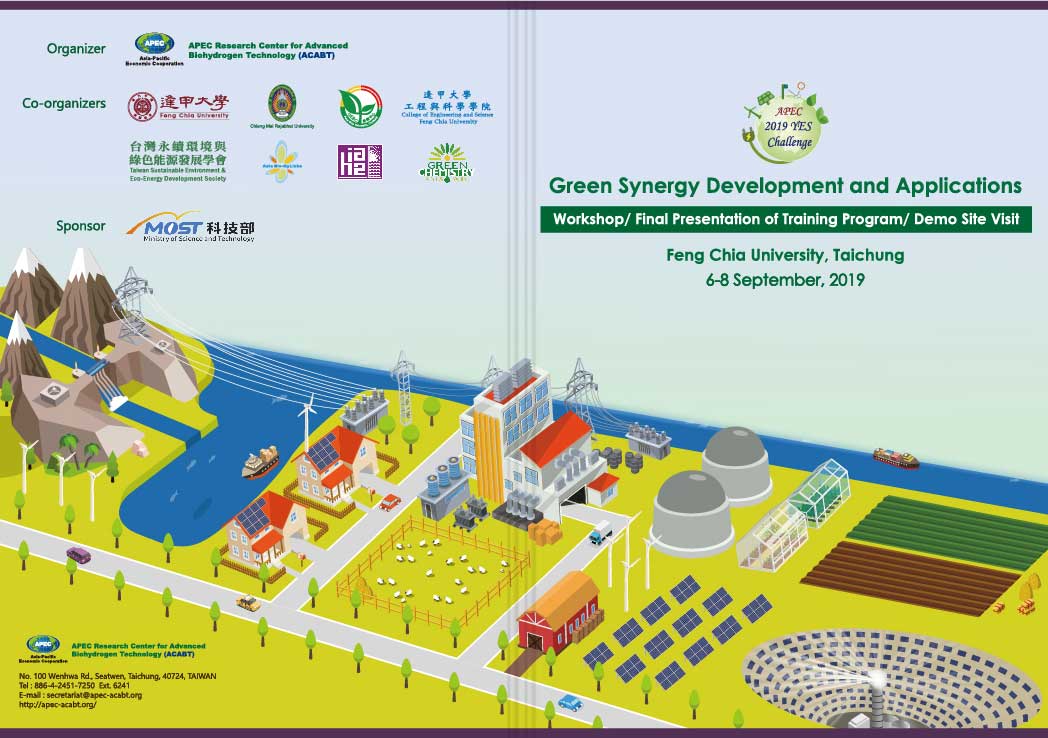 Organizer
APEC
Asia-Pacific
Economic Cooperation
APEC Research Center for Advanced
Biohydrogen Technology (ACABT)
Co-organizers
逢甲大學
Feng Chia University
Chiang Mai Rajabhat University
逢甲大學
工程與科學學院
College of Engineering and Science
Feng Chia University
台灣永續環境與
綠色能源發展學會
Taiwan Sustainable Environment &
Eco-Energy Development Society
Asia Bio-HyLinks
GREEN
CHEMISTRY
Sponsor
MOST 科技部
Ministry of Science and Technology
APEC
2019 YES
Challenge
Green Synergy Development and Applications
Workshop/ Final Presentation of Training Program/ Demo Site Visit
Feng Chia University, Taichung
6-8 September, 2019
APEC
Asia-Pacific
Economic Cooperation
APEC Research Center for Advanced
Biohydrogen Technology (ACABT)
No. 100 Wenhwa Rd., Seatwen, Taichung, 40724, TAIWAN
Tel : 886-4-2451-7250 Ext. 6241
E-mail : secretariat@apec-acabt.org
http://apec-acabt.org/